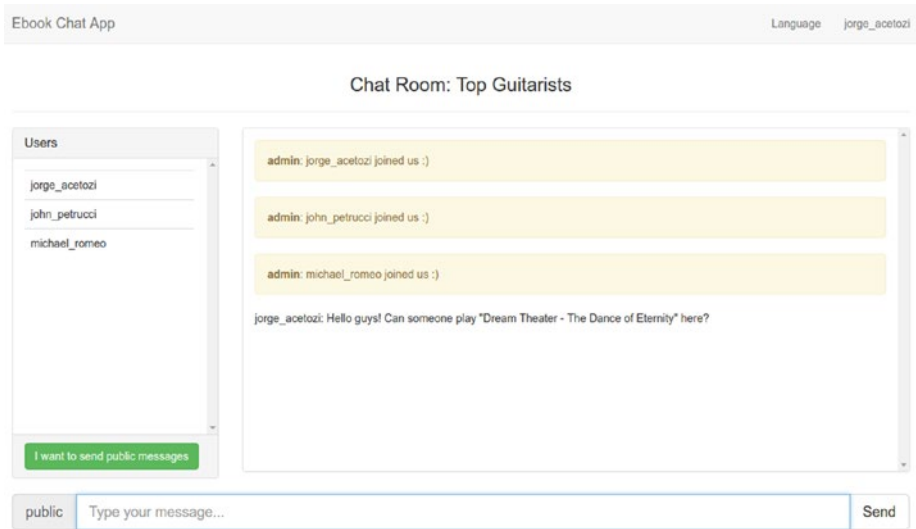 Ebook Chat App
Language
jorge_acetozi
Chat Room: Top Guitarists
Users
jorge_acetozi
john_petrucci
michael_romeo
I want to send public messages
admin: jorge_acetozi joined us :)
admin: john_petrucci joined us :)
admin: michael_romeo joined us :)
jorge_acetozi: Hello guys! Can someone play "Dream Theater - The Dance of Eternity" here?
public
Type your message...
Send